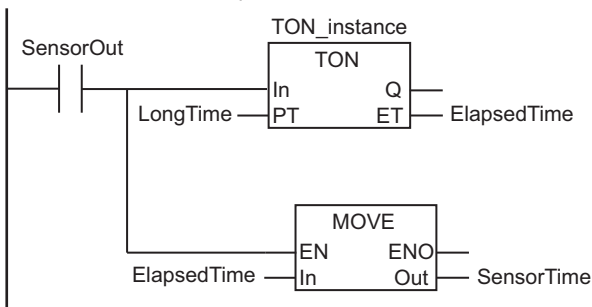 TON_instance
SensorOut
TON
In Q
LongTime PT ET ElapsedTime
MOVE
EN ENO
ElapsedTime In Out SensorTime